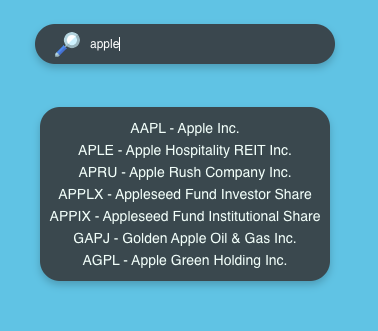 apple
AAPL - Apple Inc.
APLE - Apple Hospitality REIT Inc.
APRU - Apple Rush Company Inc.
APPLX - Appleseed Fund Investor Share
APPIX - Appleseed Fund Institutional Share
GAPJ - Golden Apple Oil & Gas Inc.
AGPL - Apple Green Holding Inc.